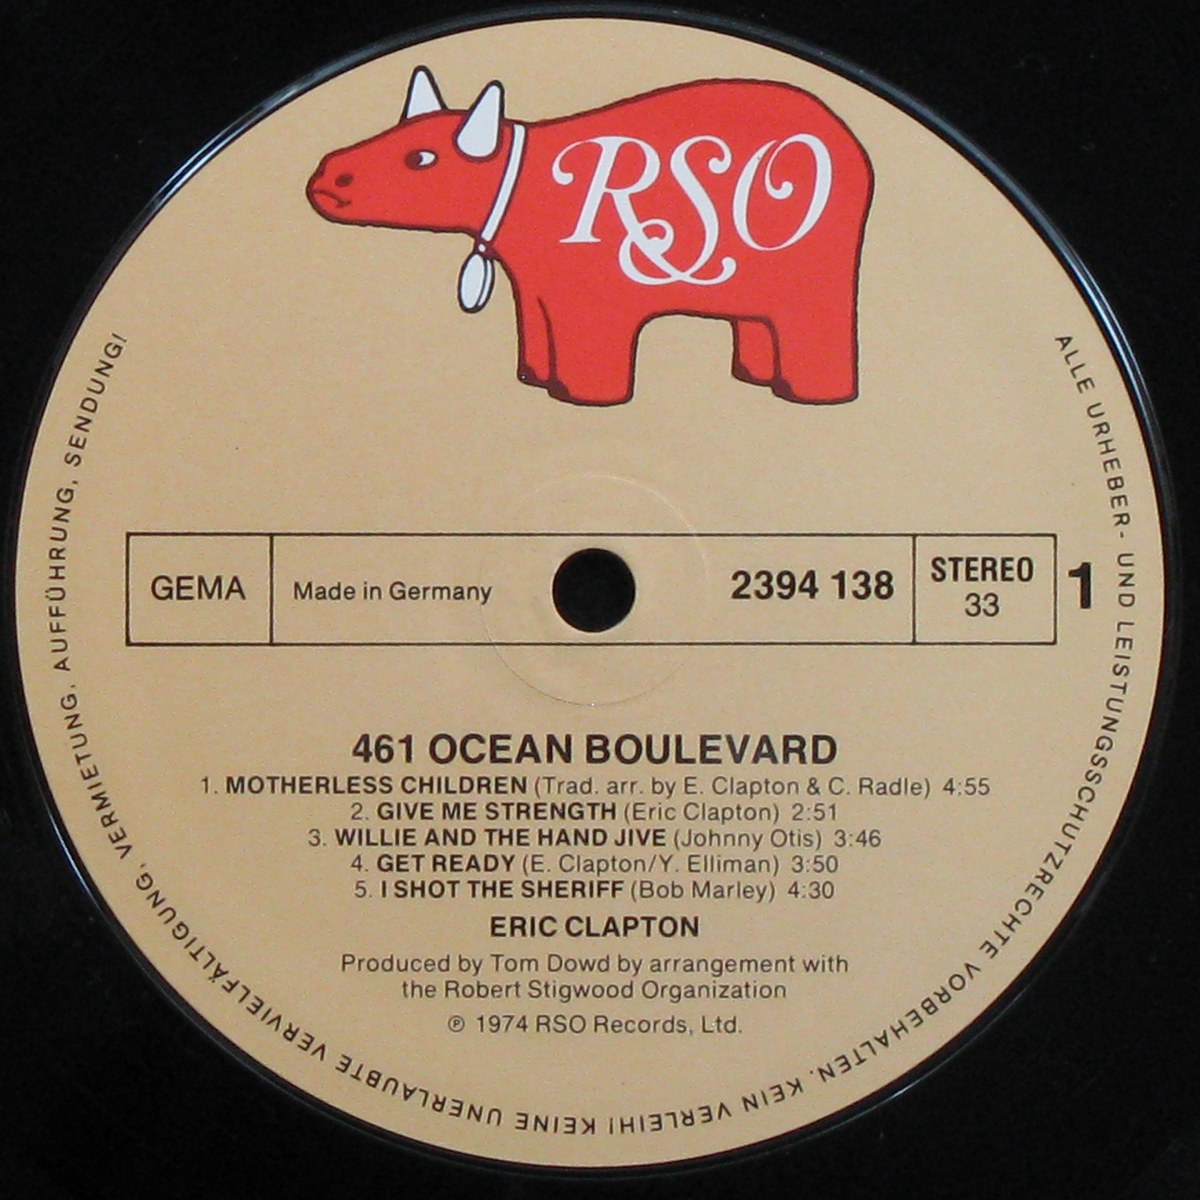 RSO
GEMA
Made in Germany
2394 138
STEREO
33
1
461 OCEAN BOULEVARD
1. MOTHERLESS CHILDREN (Trad. arr. by E. Clapton & C. Radle) 4:55
2. GIVE ME STRENGTH (Eric Clapton) 2:51
3. WILLIE AND THE HAND JIVE (Johnny Otis) 3:46
4. GET READY (E. Clapton/Y. Elliman) 3:50
5. I SHOT THE SHERIFF (Bob Marley) 4:30
ERIC CLAPTON
Produced by Tom Dowd by arrangement with
the Robert Stigwood Organization
℗ 1974 RSO Records, Ltd.
ALLE URHEBER- UND LEISTUNGSSCHUTZRECHTE VORBEHALTEN. KEIN VERLEIH! KEINE UNERLAUBTE VERVIELFÄLTIGUNG, VERMIETUNG, AUFFÜHRUNG, SENDUNG!